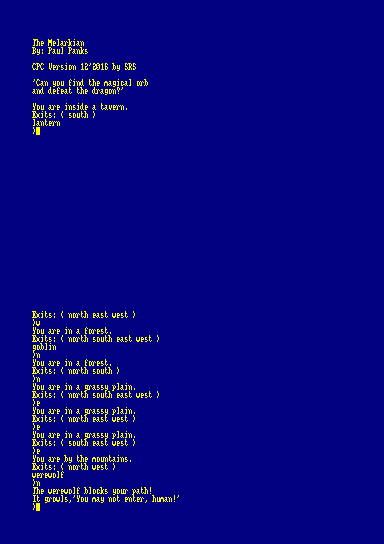 The Melarkian
By: Paul Panks
CPC Version 12'2016 by SRS
'Can you find the magical orb
and defeat the dragon?'
You are inside a tavern.
Exits: ( south )
lantern
>
Exits: ( north east west )
>w
You are in a forest.
Exits: ( north south east west )
goblin
>n
You are in a forest.
Exits: ( north south )
>n
You are in a grassy plain.
Exits: ( north south east west )
>e
You are in a grassy plain.
Exits: ( north east west )
>e
You are in a grassy plain.
Exits: ( south east west )
>e
You are by the mountains.
Exits: ( north west )
werewolf
>n
The werewolf blocks your path!
It growls,'You may not enter, human!'
>